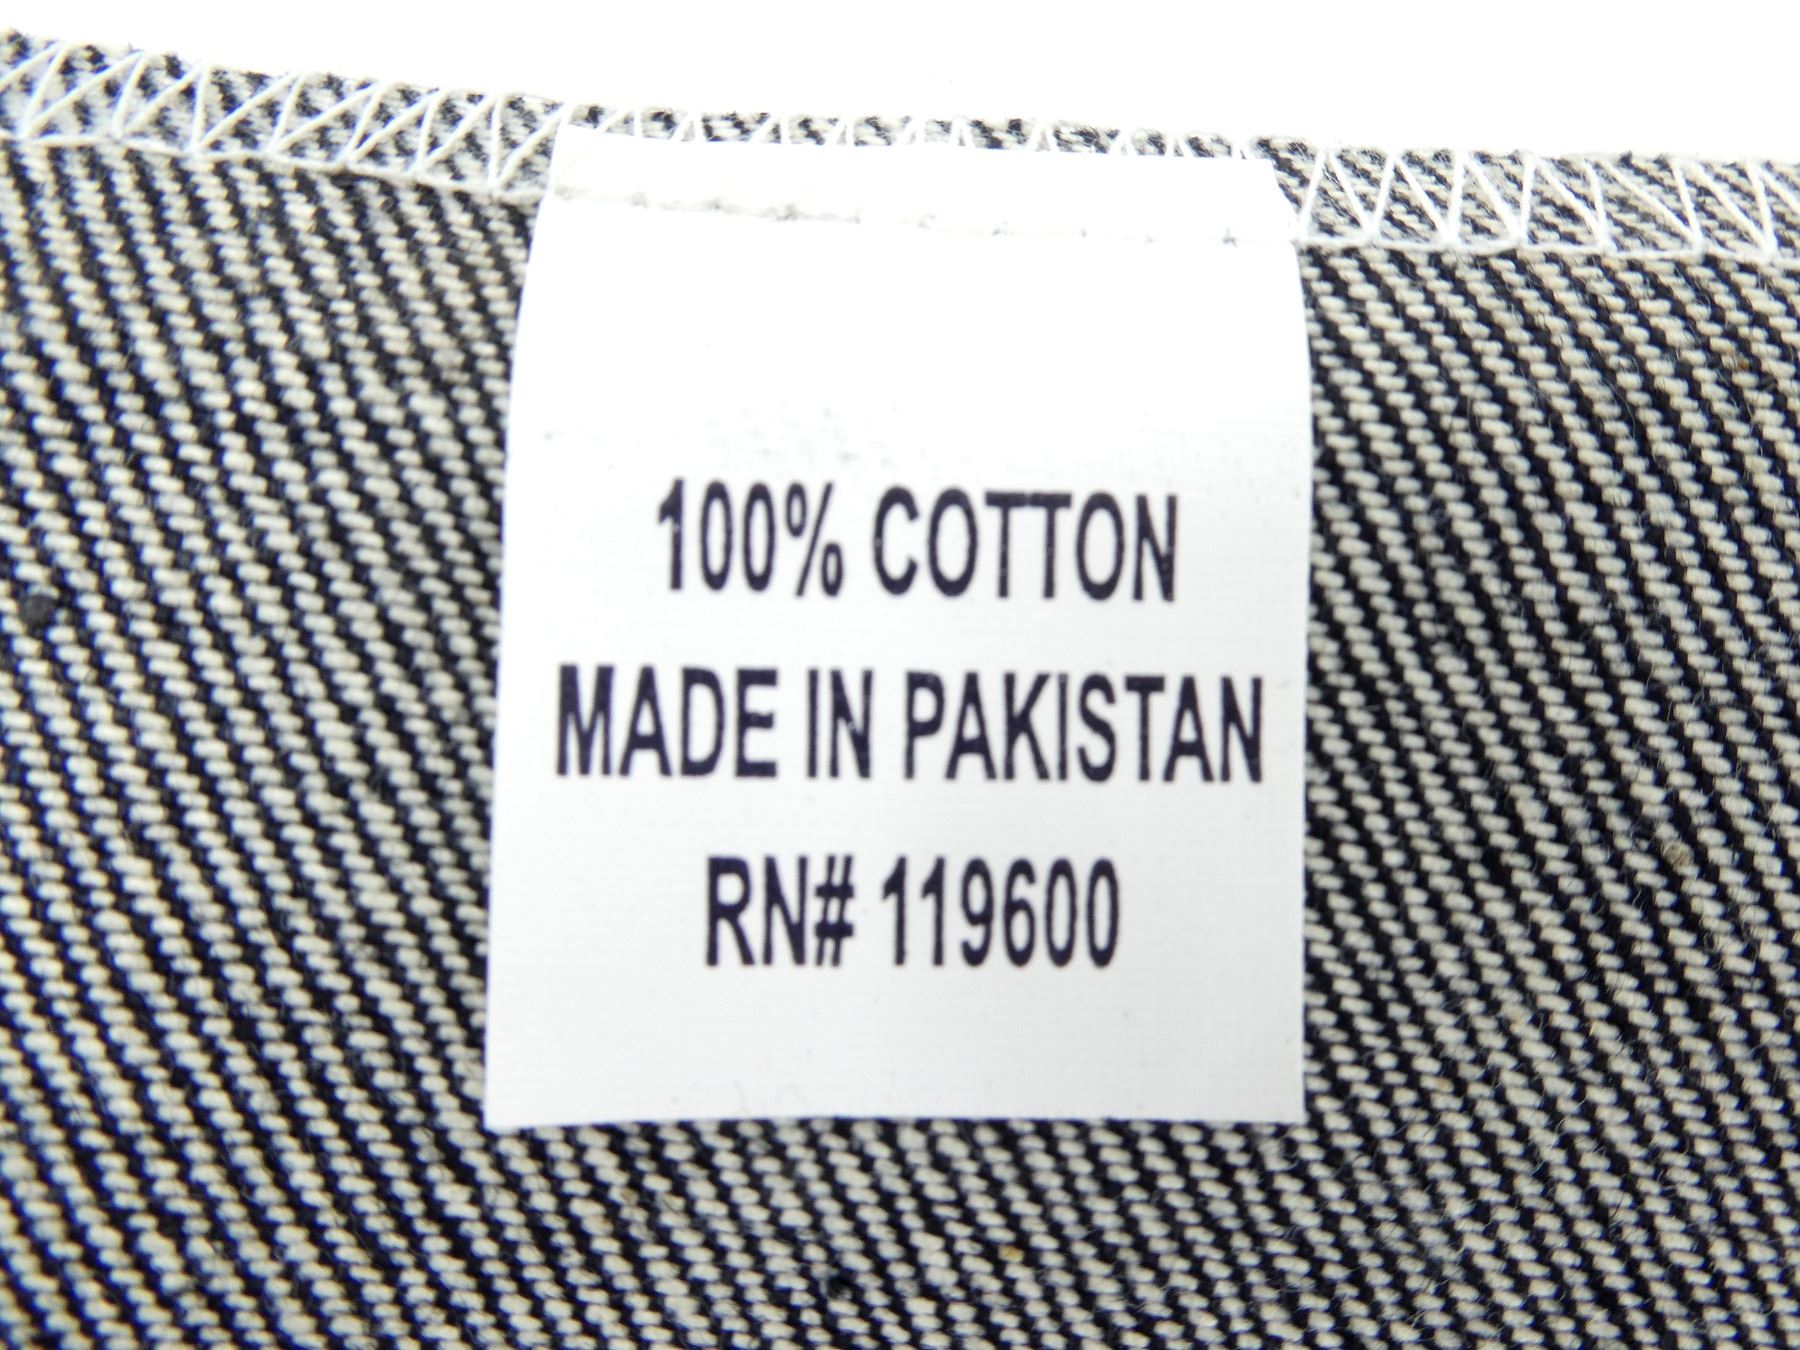 100% COTTON
MADE IN PAKISTAN
RN# 119600